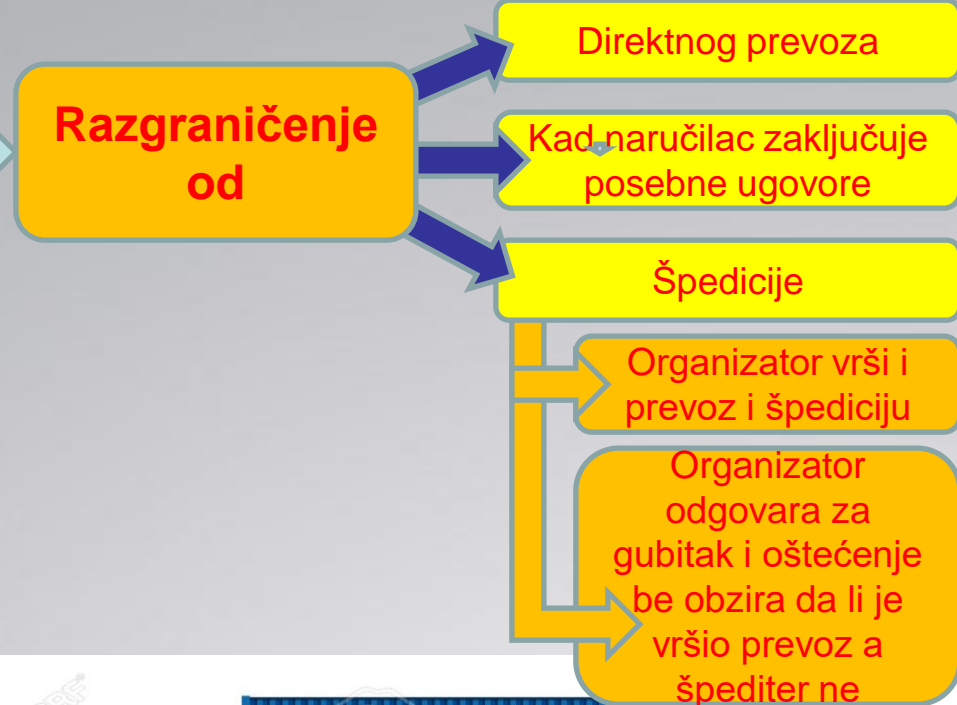 Razgraničenje
od
Direktnog prevoza
Kad naručilac zaključuje
posebne ugovore
Špedicije
Organizator vrši i
prevoz i špediciju
Organizator
odgovara za
gubitak i oštećenje
be obzira da li je
vršio prevoz a
špediter ne